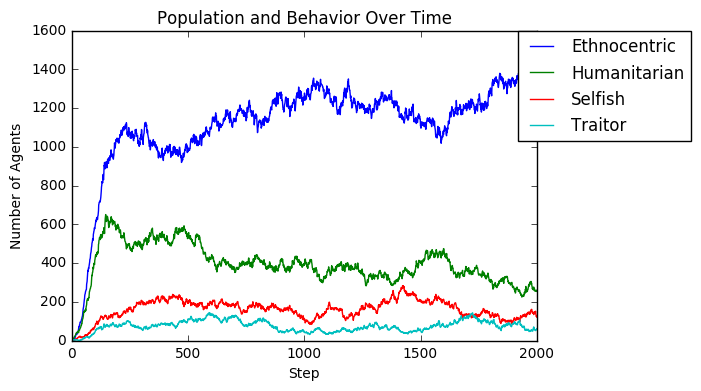 Population and Behavior Over Time
1600
1400
1200
1000
800
600
400
200
0
Number of Agents
0 500 1000 1500 2000
Step
Ethnocentric
Humanitarian
Selfish
Traitor